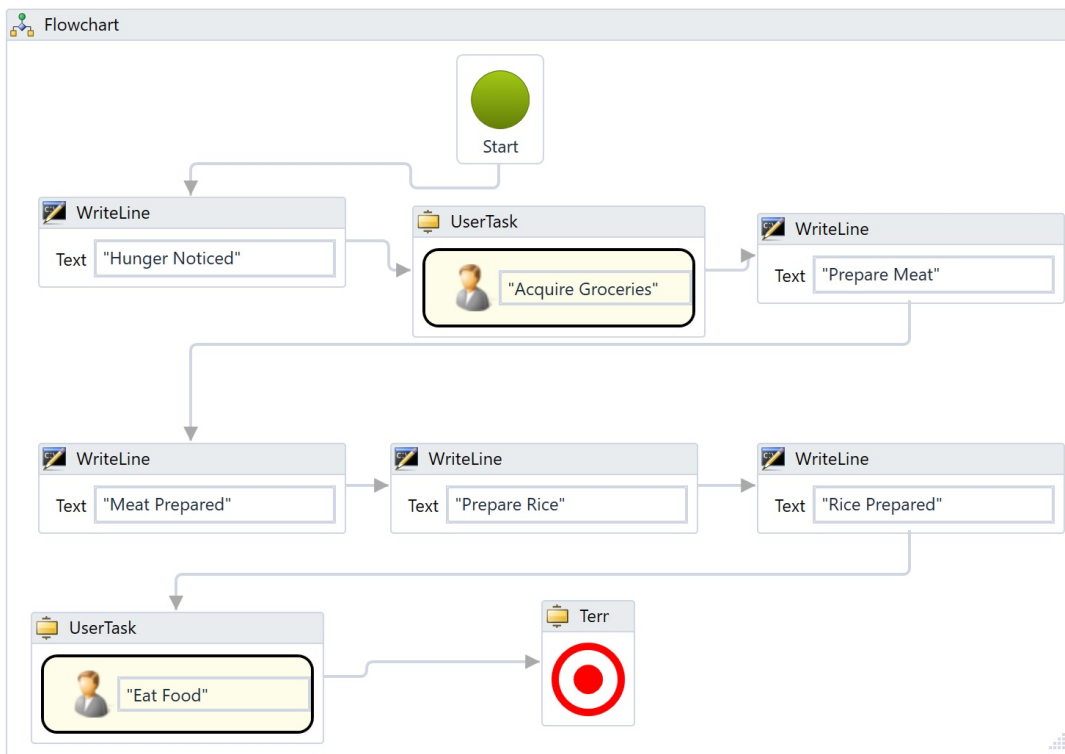 Flowchart
Start
WriteLine
Text "Hunger Noticed"
UserTask
"Acquire Groceries"
WriteLine
Text "Prepare Meat"
WriteLine
Text "Meat Prepared"
WriteLine
Text "Prepare Rice"
WriteLine
Text "Rice Prepared"
UserTask
"Eat Food"
Terr